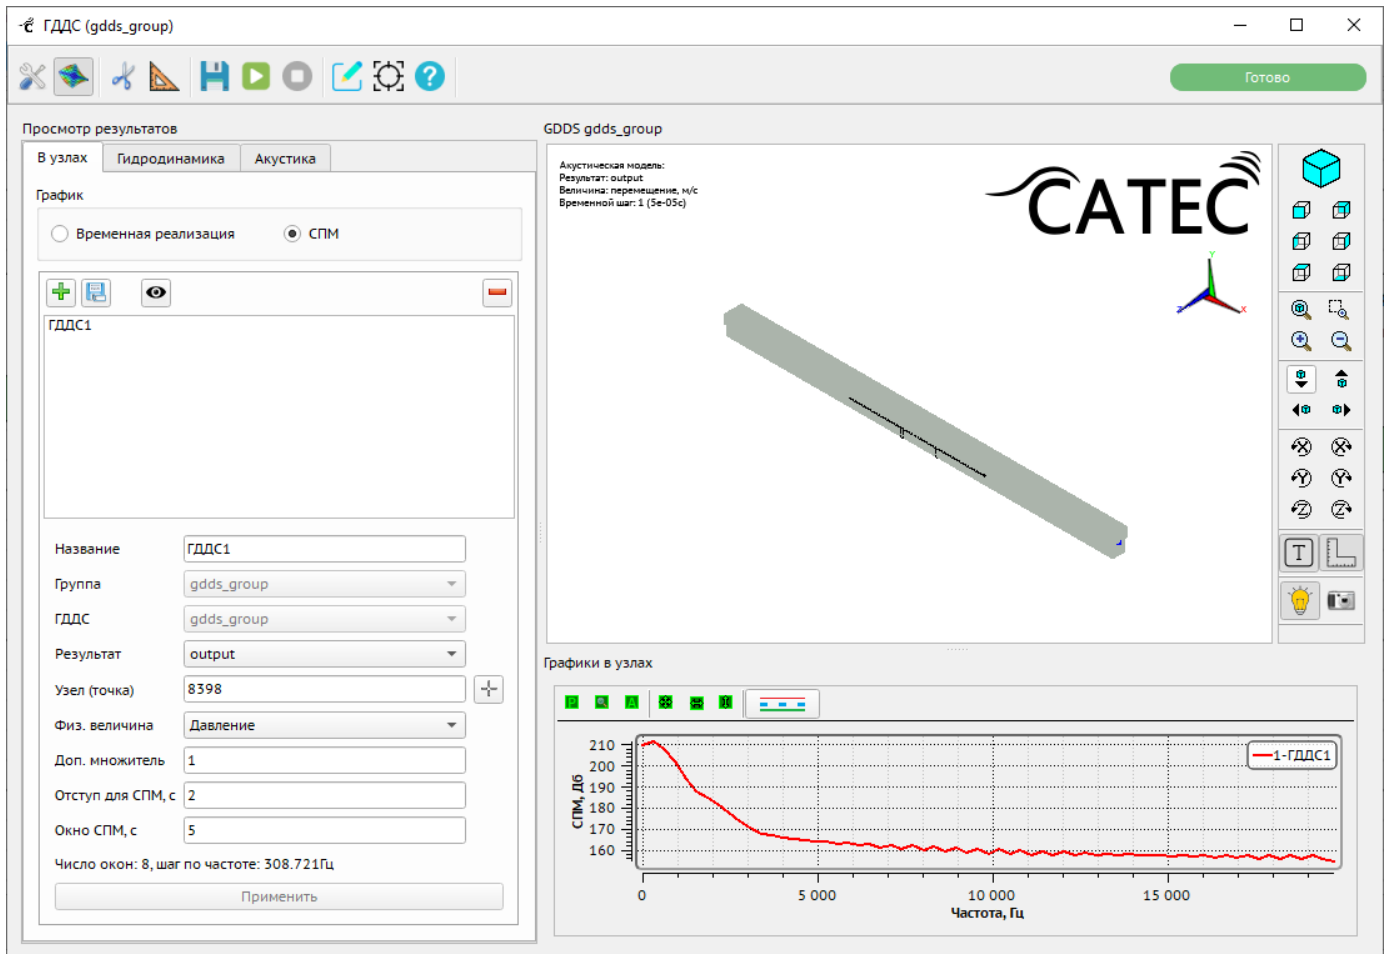 ГДДС (gdds_group)
Готово
Просмотр результатов
В узлах
Гидродинамика
Акустика
График
Временная реализация
СПМ
ГДДС1
Название
ГДДС1
Группа
gdds_group
ГДДС
gdds_group
Результат
output
Узел (точка)
8398
Физ. величина
Давление
Доп. множитель
1
Отступ для СПМ, с
2
Окно СПМ, с
5
Число окон: 8, шаг по частоте: 308.721Гц
Применить
GDDS gdds_group
Акустическая модель:
Результат: output
Величина: перемещение, м/с
Временной шаг: 1 (5e-05с)
CATEC
Y
Z
X
X
X
Y
Y
Z
Z
T
Графики в узлах
P
A
1-ГДДС1
СПМ, Дб
210
200
190
180
170
160
0
5 000
10 000
15 000
Частота, Гц